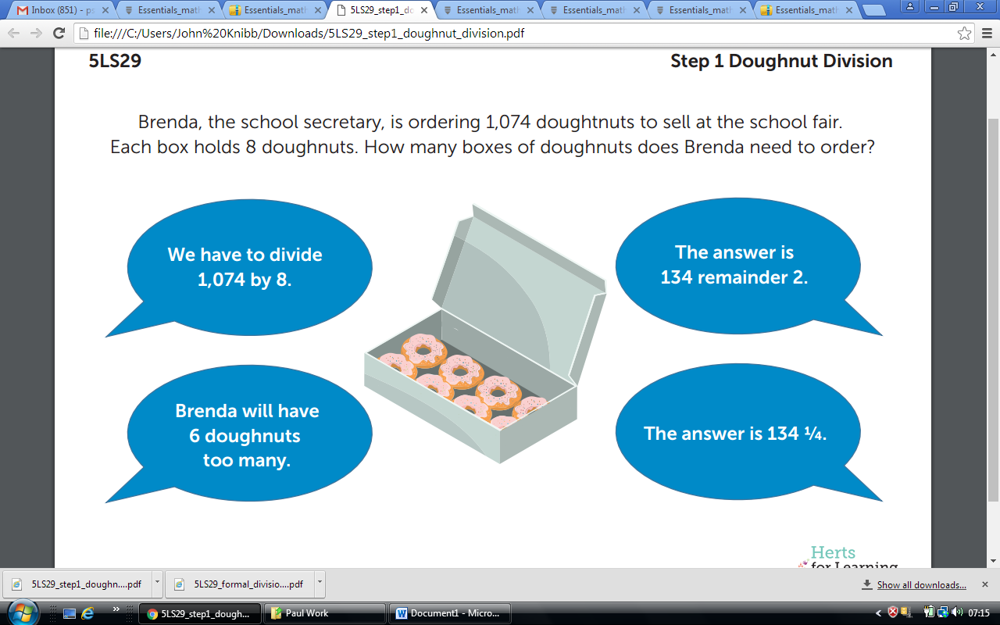 Inbox (851) - ps
Essentials_math
Essentials_math
5LS29_step1_do
Essentials_math
Essentials_math
Essentials_math
Essentials_math
file:///C:/Users/John%20Knibb/Downloads/5LS29_step1_doughnut_division.pdf
5LS29
Step 1 Doughnut Division
Brenda, the school secretary, is ordering 1,074 doughtnuts to sell at the school fair.
Each box holds 8 doughnuts. How many boxes of doughnuts does Brenda need to order?
We have to divide
1,074 by 8.
The answer is
134 remainder 2.
Brenda will have
6 doughnuts
too many.
The answer is 134 ¼.
Herts
for Learning
5LS29_step1_doughn....pdf
5LS29_formal_divisio....pdf
Show all downloads...
5LS29_step1_dough...
Paul Work
Document1 - Micro...
07:15